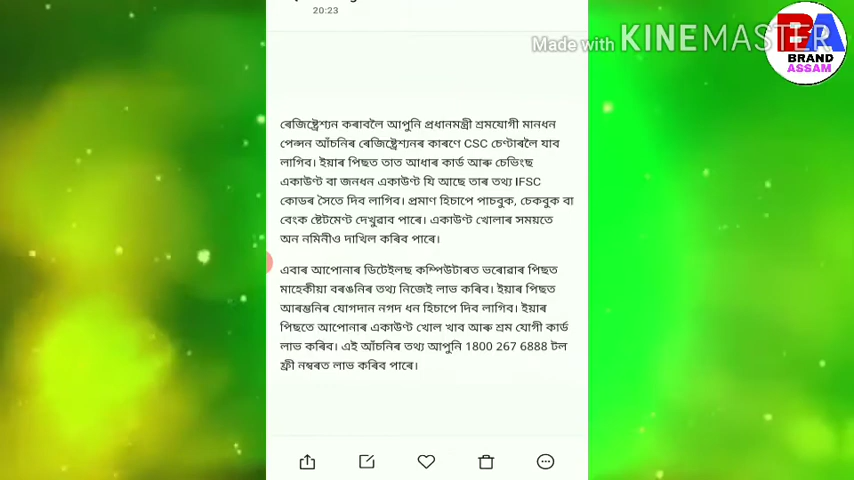 20:23
Made with KINEMASTER
BA
BRAND
ASSAM
ৰেজিষ্ট্ৰেশ্যন কৰাবলৈ আপুনি প্ৰধানমন্ত্ৰী শ্ৰমযোগী মানধন
পেন্সন আঁচনিৰ ৰেজিষ্ট্ৰেশ্যনৰ কাৰণে CSC চেণ্টাৰলৈ যাব
লাগিব। ইয়াৰ পিছত তাত আধাৰ কাৰ্ড আৰু চেভিংছ
একাউণ্ট বা জনধন একাউণ্ট যি আছে তাৰ তথ্য IFSC
কোডৰ সৈতে দিব লাগিব। প্ৰমাণ হিচাপে পাচবুক, চেকবুক বা
বেংক ষ্টেটমেণ্ট দেখুৱাব পাৰে। একাউণ্ট খোলাৰ সময়তে
অন নমিনীও দাখিল কৰিব পাৰে।
এবাৰ আপোনাৰ ডিটেইলছ কম্পিউটাৰত ভৰোৱাৰ পিছত
মাহেকীয়া বৰঙনিৰ তথ্য নিজেই লাভ কৰিব। ইয়াৰ পিছত
আৰম্ভনিৰ যোগদান নগদ ধন হিচাপে দিব লাগিব। ইয়াৰ
পিছতে আপোনাৰ একাউণ্ট খোল খাব আৰু শ্ৰম যোগী কাৰ্ড
লাভ কৰিব। এই আঁচনিৰ তথ্য আপুনি 1800 267 6888 টল
ফ্ৰী নম্বৰত লাভ কৰিব পাৰে।